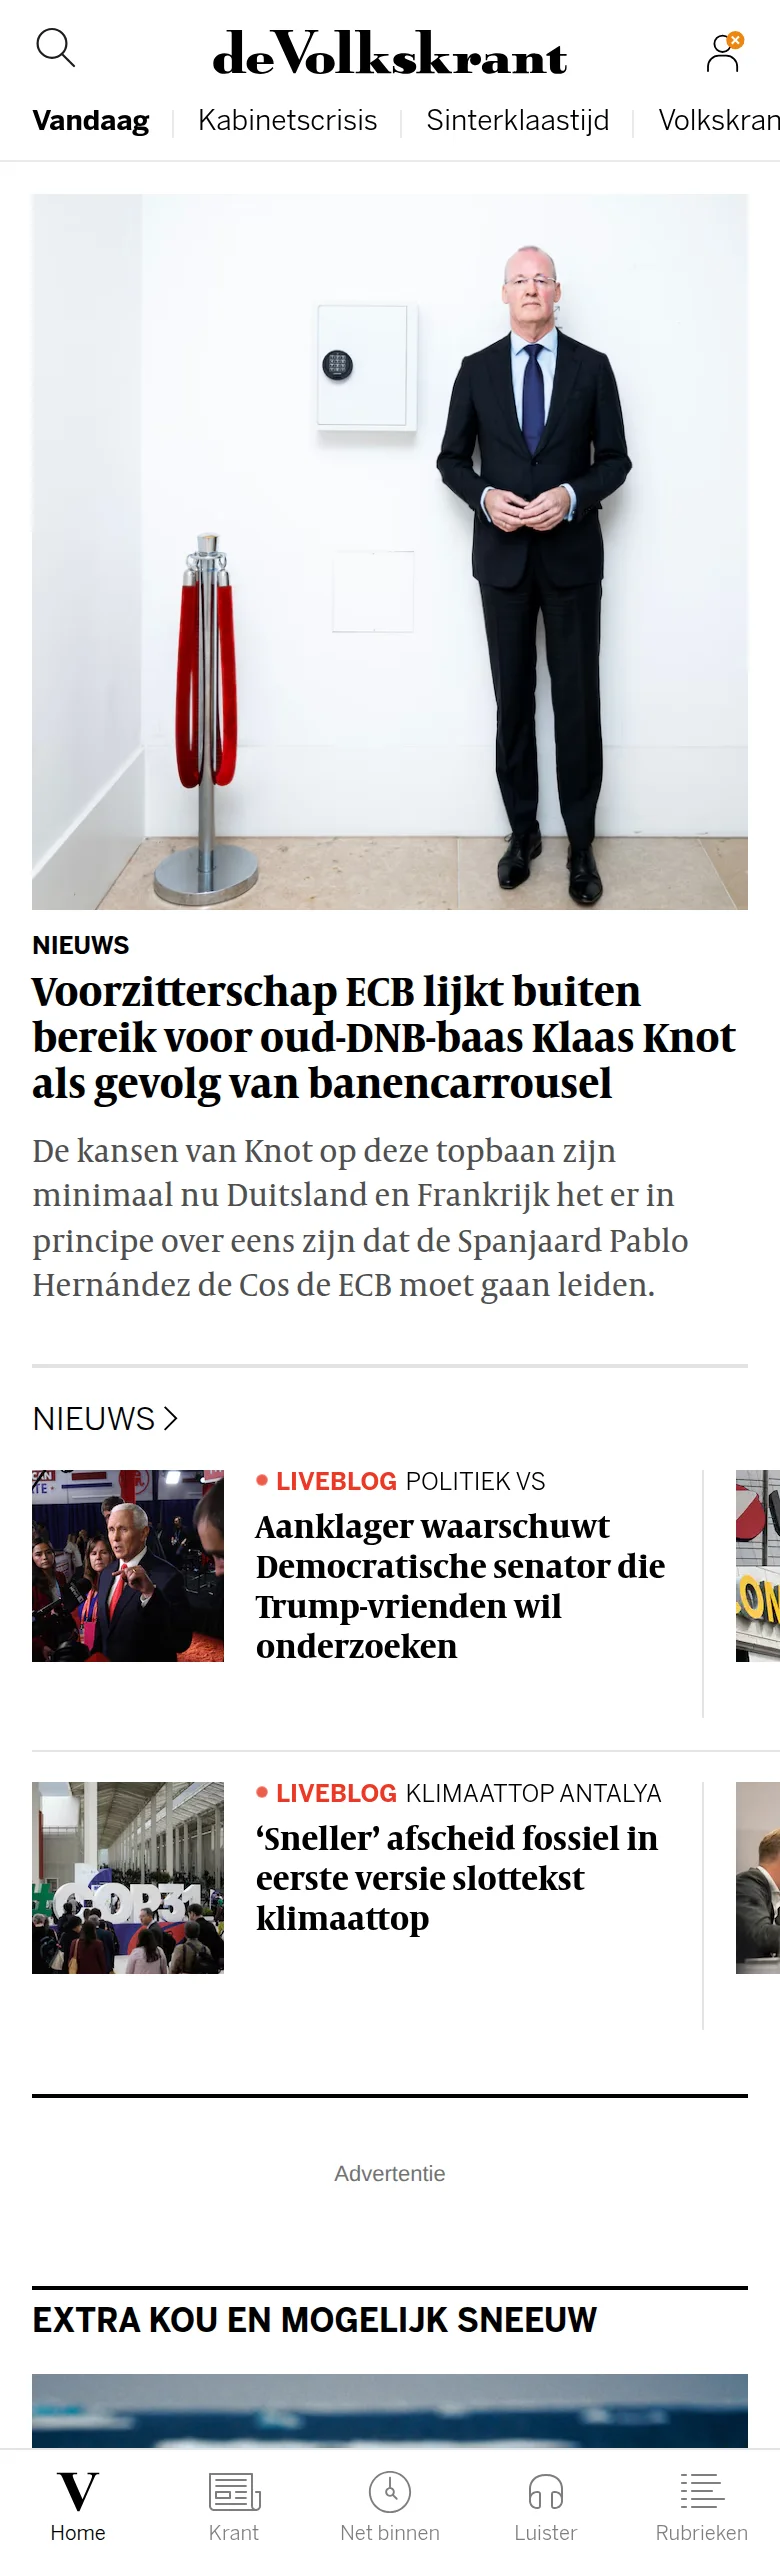 deVolkskrant
Vandaag Kabinetscrisis Sinterklaastijd Volkskran
NIEUWS
Voorzitterschap ECB lijkt buiten
bereik voor oud-DNB-baas Klaas Knot
als gevolg van banencarrousel
De kansen van Knot op deze topbaan zijn
minimaal nu Duitsland en Frankrijk het er in
principe over eens zijn dat de Spanjaard Pablo
Hernández de Cos de ECB moet gaan leiden.
NIEUWS
LIVEBLOG POLITIEK VS
Aanklager waarschuwt
Democratische senator die
Trump-vrienden wil
onderzoeken
LIVEBLOG KLIMAATTOP ANTALYA
‘Sneller’ afscheid fossiel in
eerste versie slottekst
klimaattop
#COP31
Advertentie
EXTRA KOU EN MOGELIJK SNEEUW
V
Home Krant Net binnen Luister Rubrieken